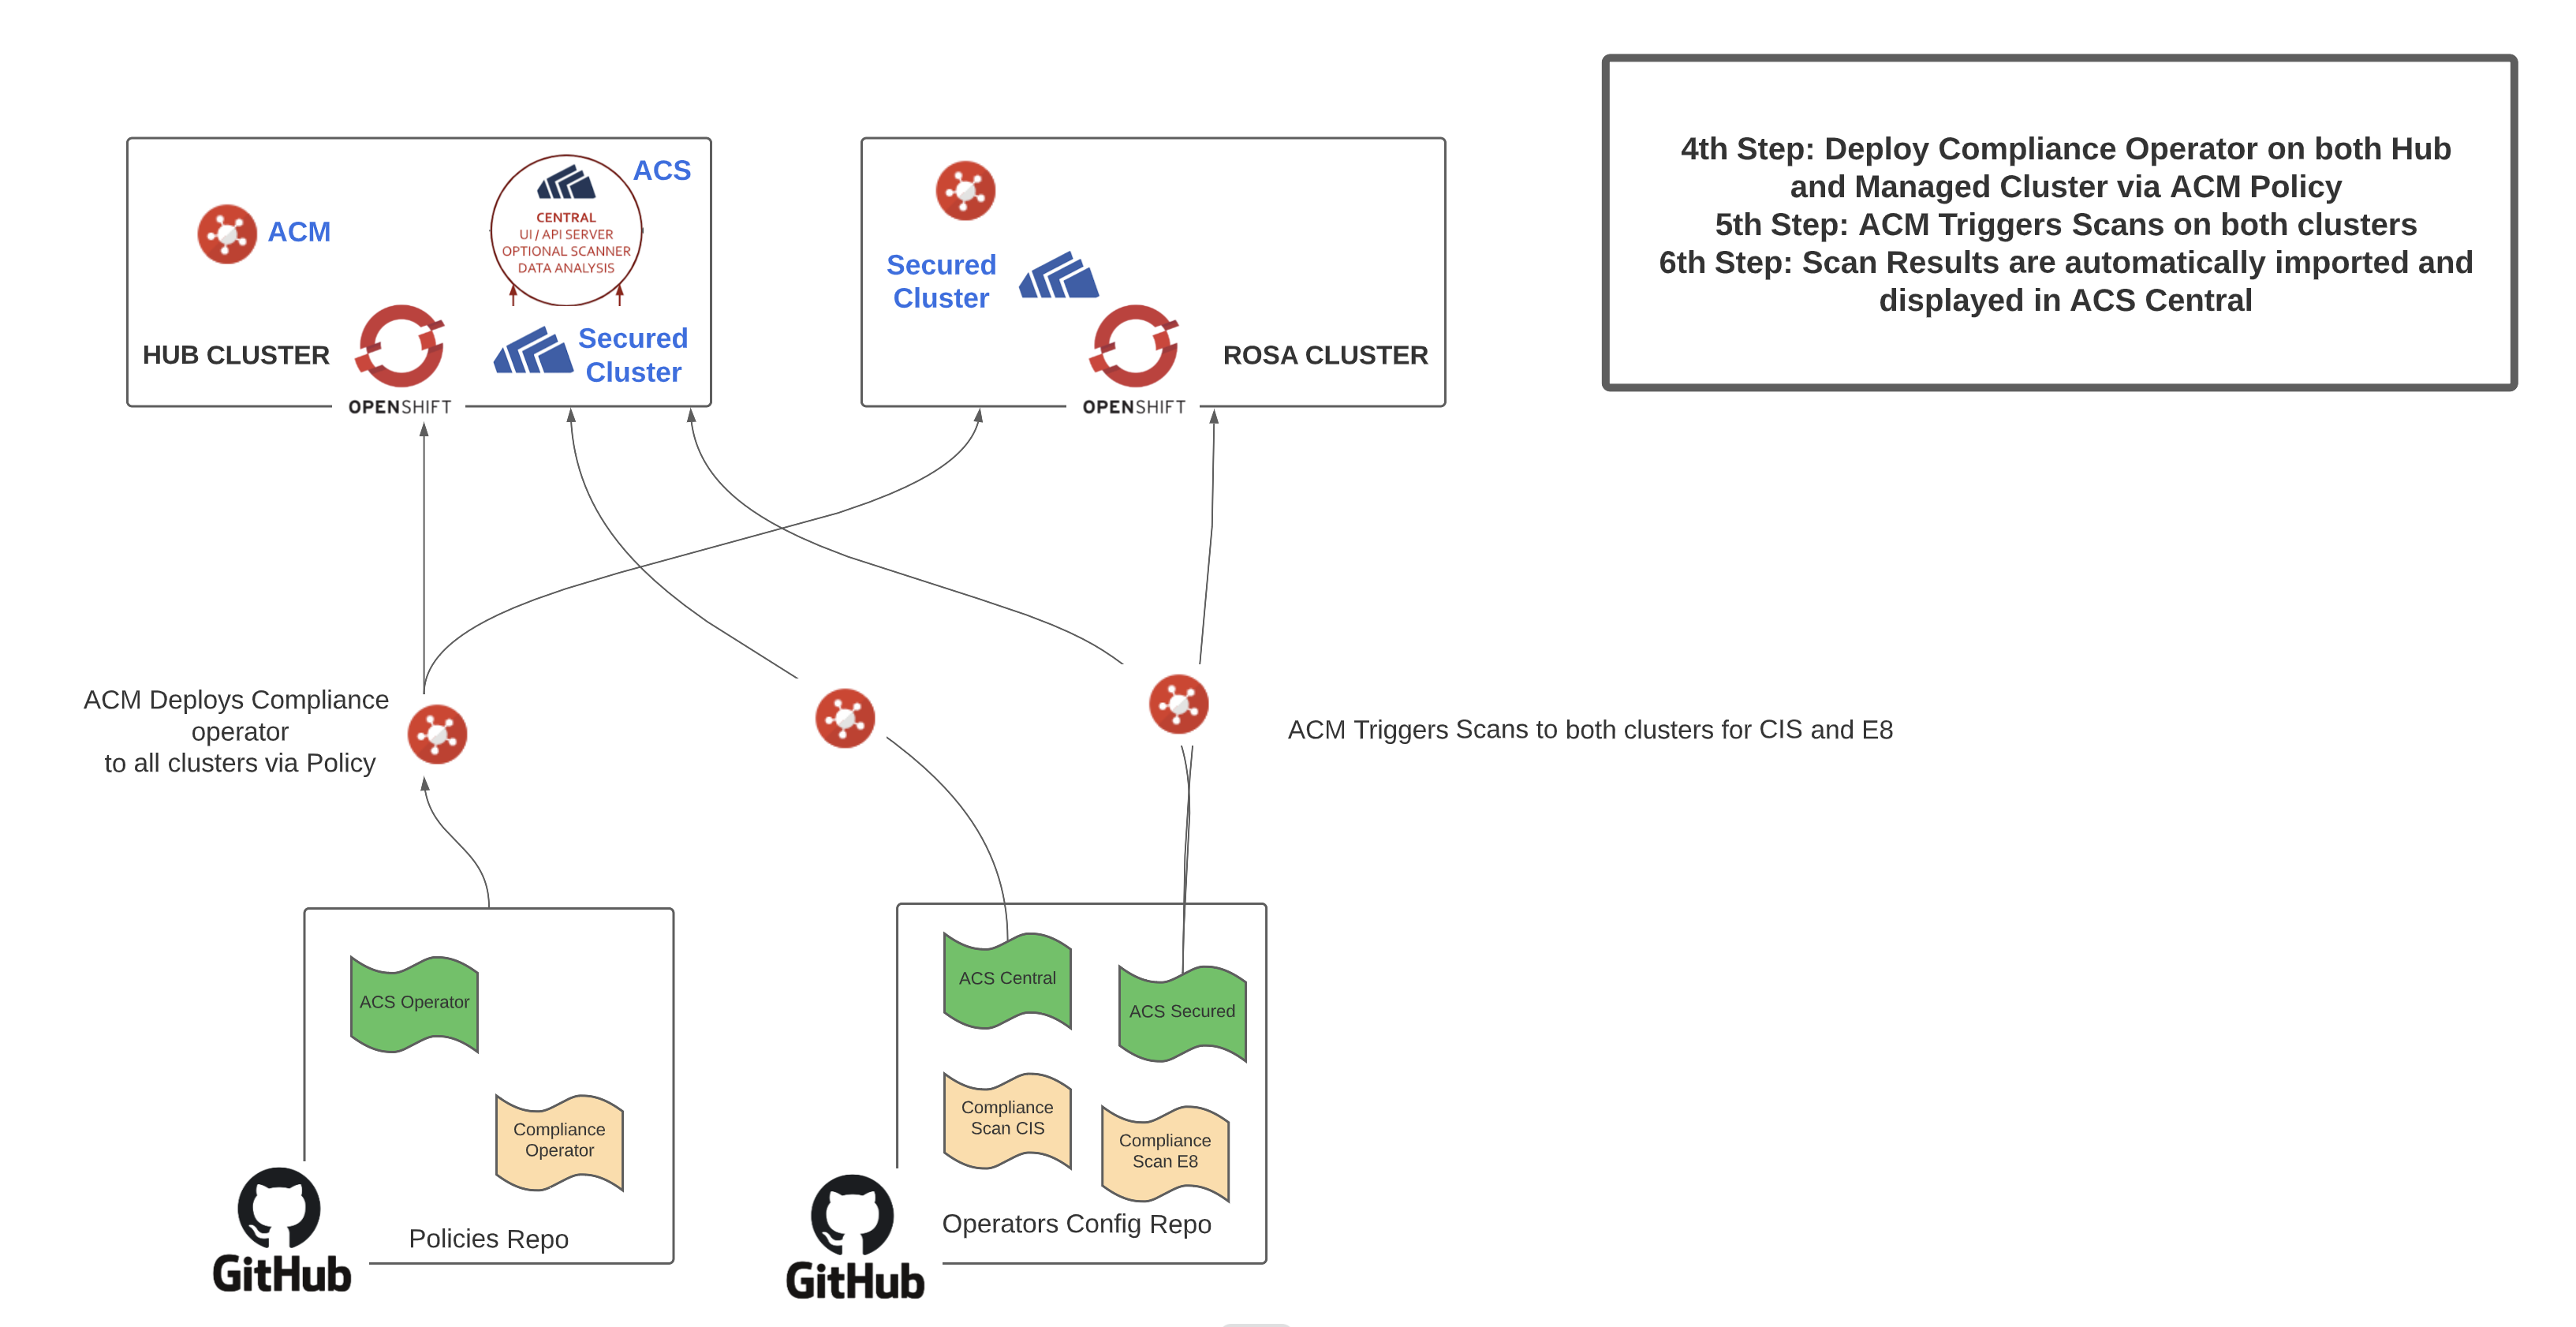 4th Step: Deploy Compliance Operator on both Hub
and Managed Cluster via ACM Policy
5th Step: ACM Triggers Scans on both clusters
6th Step: Scan Results are automatically imported and
displayed in ACS Central
ACM
ACS
CENTRAL
UI / API SERVER
OPTIONAL SCANNER
DATA ANALYSIS
HUB CLUSTER
Secured
Cluster
OPENSHIFT
Secured
Cluster
ROSA CLUSTER
OPENSHIFT
ACM Deploys Compliance
operator
to all clusters via Policy
ACM Triggers Scans to both clusters for CIS and E8
ACS Operator
Compliance
Operator
Policies Repo
GitHub
ACS Central
ACS Secured
Compliance
Scan CIS
Compliance
Scan E8
Operators Config Repo
GitHub